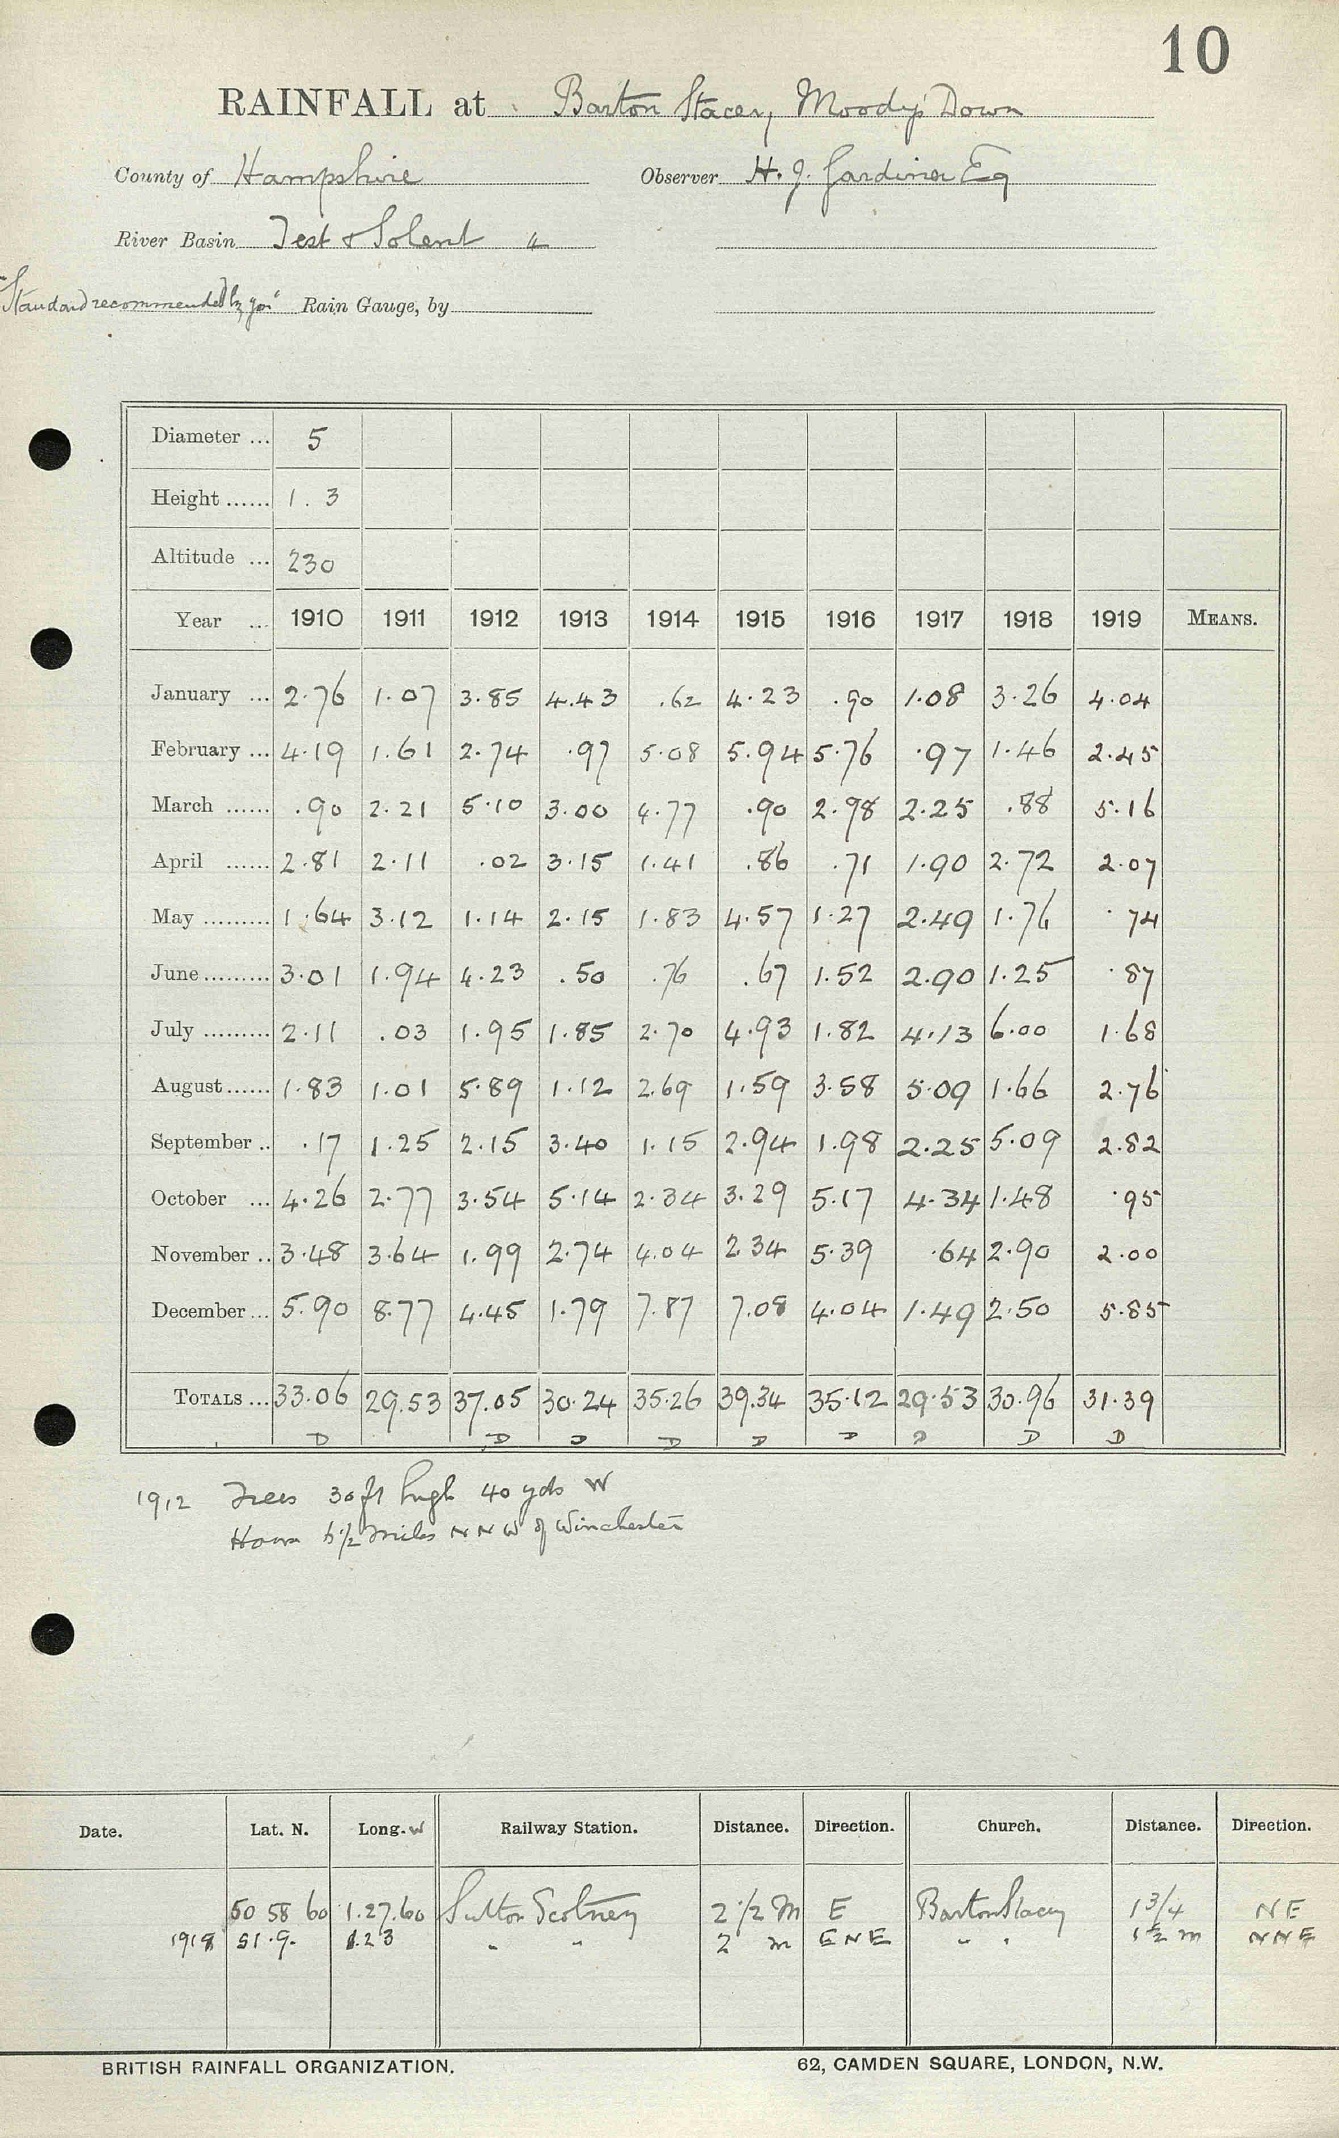 10
RAINFALL at Barton Stacey, Moody's Down
County of Hampshire Observer H. J. Gardiner Esq
River Basin Test & Solent 4
"Standard recommended by you" Rain Gauge, by
Diameter ... 5
Height ...... 1.3
Altitude ... 230
Year ... 1910 1911 1912 1913 1914 1915 1916 1917 1918 1919 MEANS.
January ... 2.76 1.07 3.85 4.43 .62 4.23 .90 1.08 3.26 4.04
February ... 4.19 1.61 2.74 .97 5.08 5.94 5.76 .97 1.46 2.45
March ...... .90 2.21 5.10 3.00 4.77 .90 2.98 2.25 .88 5.16
April ...... 2.81 2.11 .02 3.15 1.41 .86 .71 1.90 2.72 2.07
May ......... 1.64 3.12 1.14 2.15 1.83 4.57 1.27 2.49 1.76 .74
June ......... 3.01 1.94 4.23 .50 .76 .67 1.52 2.90 1.25 .87
July ......... 2.11 .03 1.95 1.85 2.70 4.93 1.82 4.13 6.00 1.68
August ...... 1.83 1.01 5.89 1.12 2.69 1.59 3.58 5.09 1.66 2.76
September .. .17 1.25 2.15 3.40 1.15 2.94 1.98 2.25 5.09 2.82
October ... 4.26 2.77 3.54 5.14 2.34 3.29 5.17 4.34 1.48 .95
November .. 3.48 3.64 1.99 2.74 4.04 2.34 5.39 .64 2.90 2.00
December ... 5.90 8.77 4.45 1.79 7.87 7.08 4.04 1.49 2.50 5.85
TOTALS ... 33.06 29.53 37.05 30.24 35.26 39.34 35.12 29.53 30.96 31.39
D D D D D D D D D
1912 Trees 30 ft high 40 yds W
½ miles NNW of Winchester
Date. Lat. N. Long. W Railway Station. Distance. Direction. Church. Distance. Direction.
50 58 60 1.27.60 Sutton Scotney 2 1/2 M E Barton Stacey 1 3/4 NE
1918 51.9. 1.23 " " 2 m ENE " " 1 ½ m NNE
BRITISH RAINFALL ORGANIZATION. 62, CAMDEN SQUARE, LONDON, N.W.